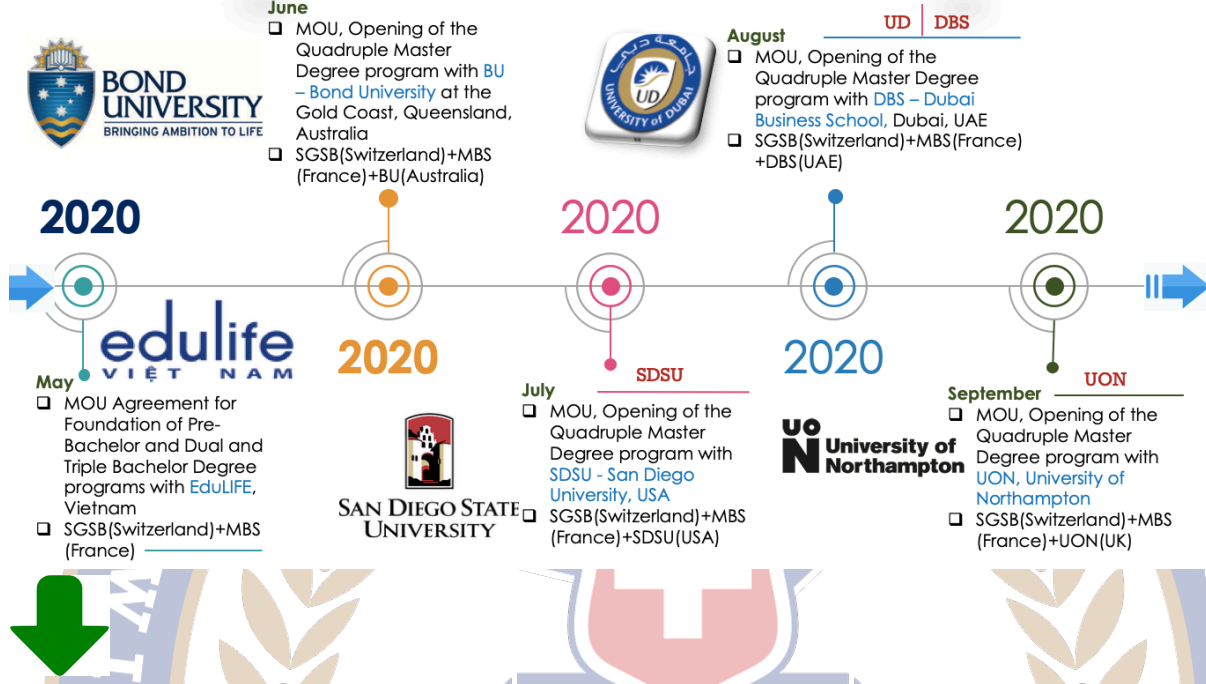 June
❑ MOU, Opening of the
Quadruple Master
Degree program with BU
– Bond University at the
Gold Coast, Queensland,
Australia
❑ SGSB(Switzerland)+MBS
(France)+BU(Australia)
BOND
UNIVERSITY
BRINGING AMBITION TO LIFE
جامعة دبي
UNIVERSITY of DUBAI
UD
UD | DBS
August
❑ MOU, Opening of the
Quadruple Master Degree
program with DBS – Dubai
Business School, Dubai, UAE
❑ SGSB(Switzerland)+MBS(France)
+DBS(UAE)
2020
2020
2020
2020
2020
edulife
VIỆT NAM
May
❑ MOU Agreement for
Foundation of Pre-
Bachelor and Dual and
Triple Bachelor Degree
programs with EduLIFE,
Vietnam
❑ SGSB(Switzerland)+MBS
(France)
SAN DIEGO STATE
UNIVERSITY
SDSU
July
❑ MOU, Opening of the
Quadruple Master
Degree program with
SDSU - San Diego
University, USA
❑ SGSB(Switzerland)+MBS
(France)+SDSU(USA)
UO
N
University of
Northampton
UON
September
❑ MOU, Opening of the
Quadruple Master
Degree program with
UON, University of
Northampton
❑ SGSB(Switzerland)+MBS
(France)+UON(UK)